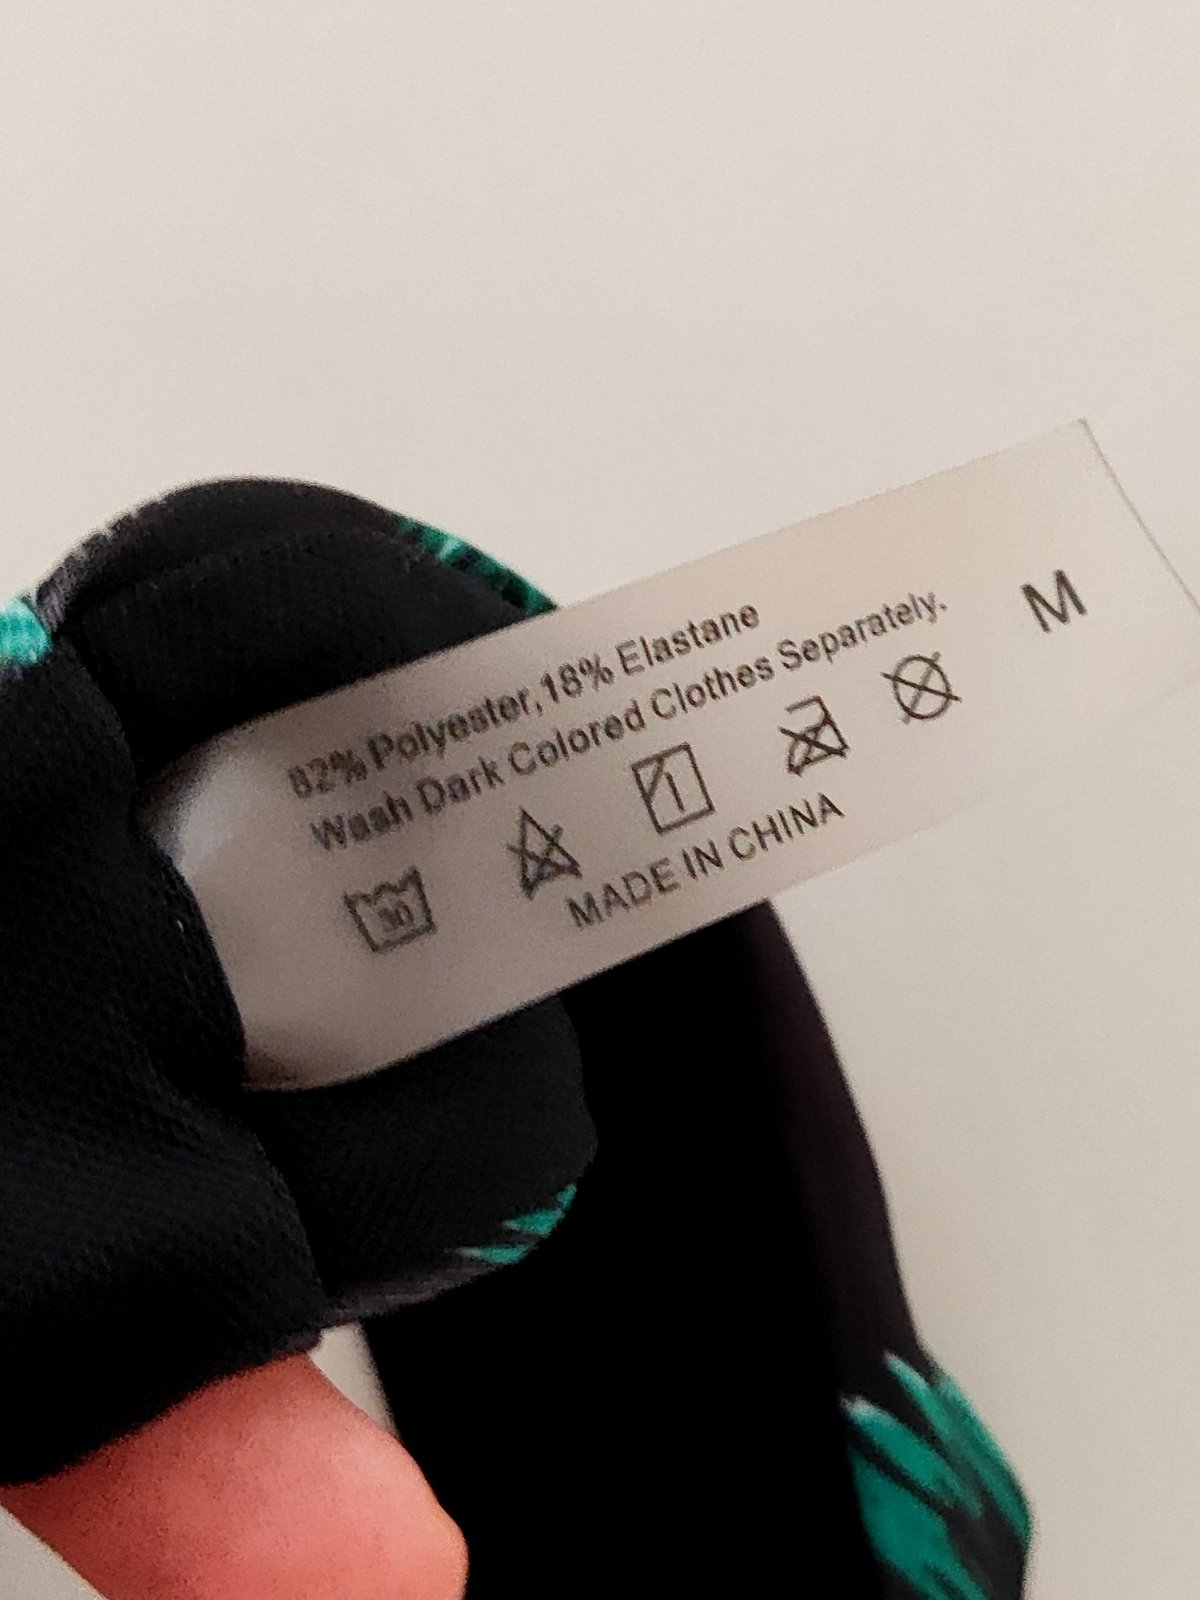 82% Polyester,18% Elastane
Wash Dark Colored Clothes Separately.
M
30
MADE IN CHINA